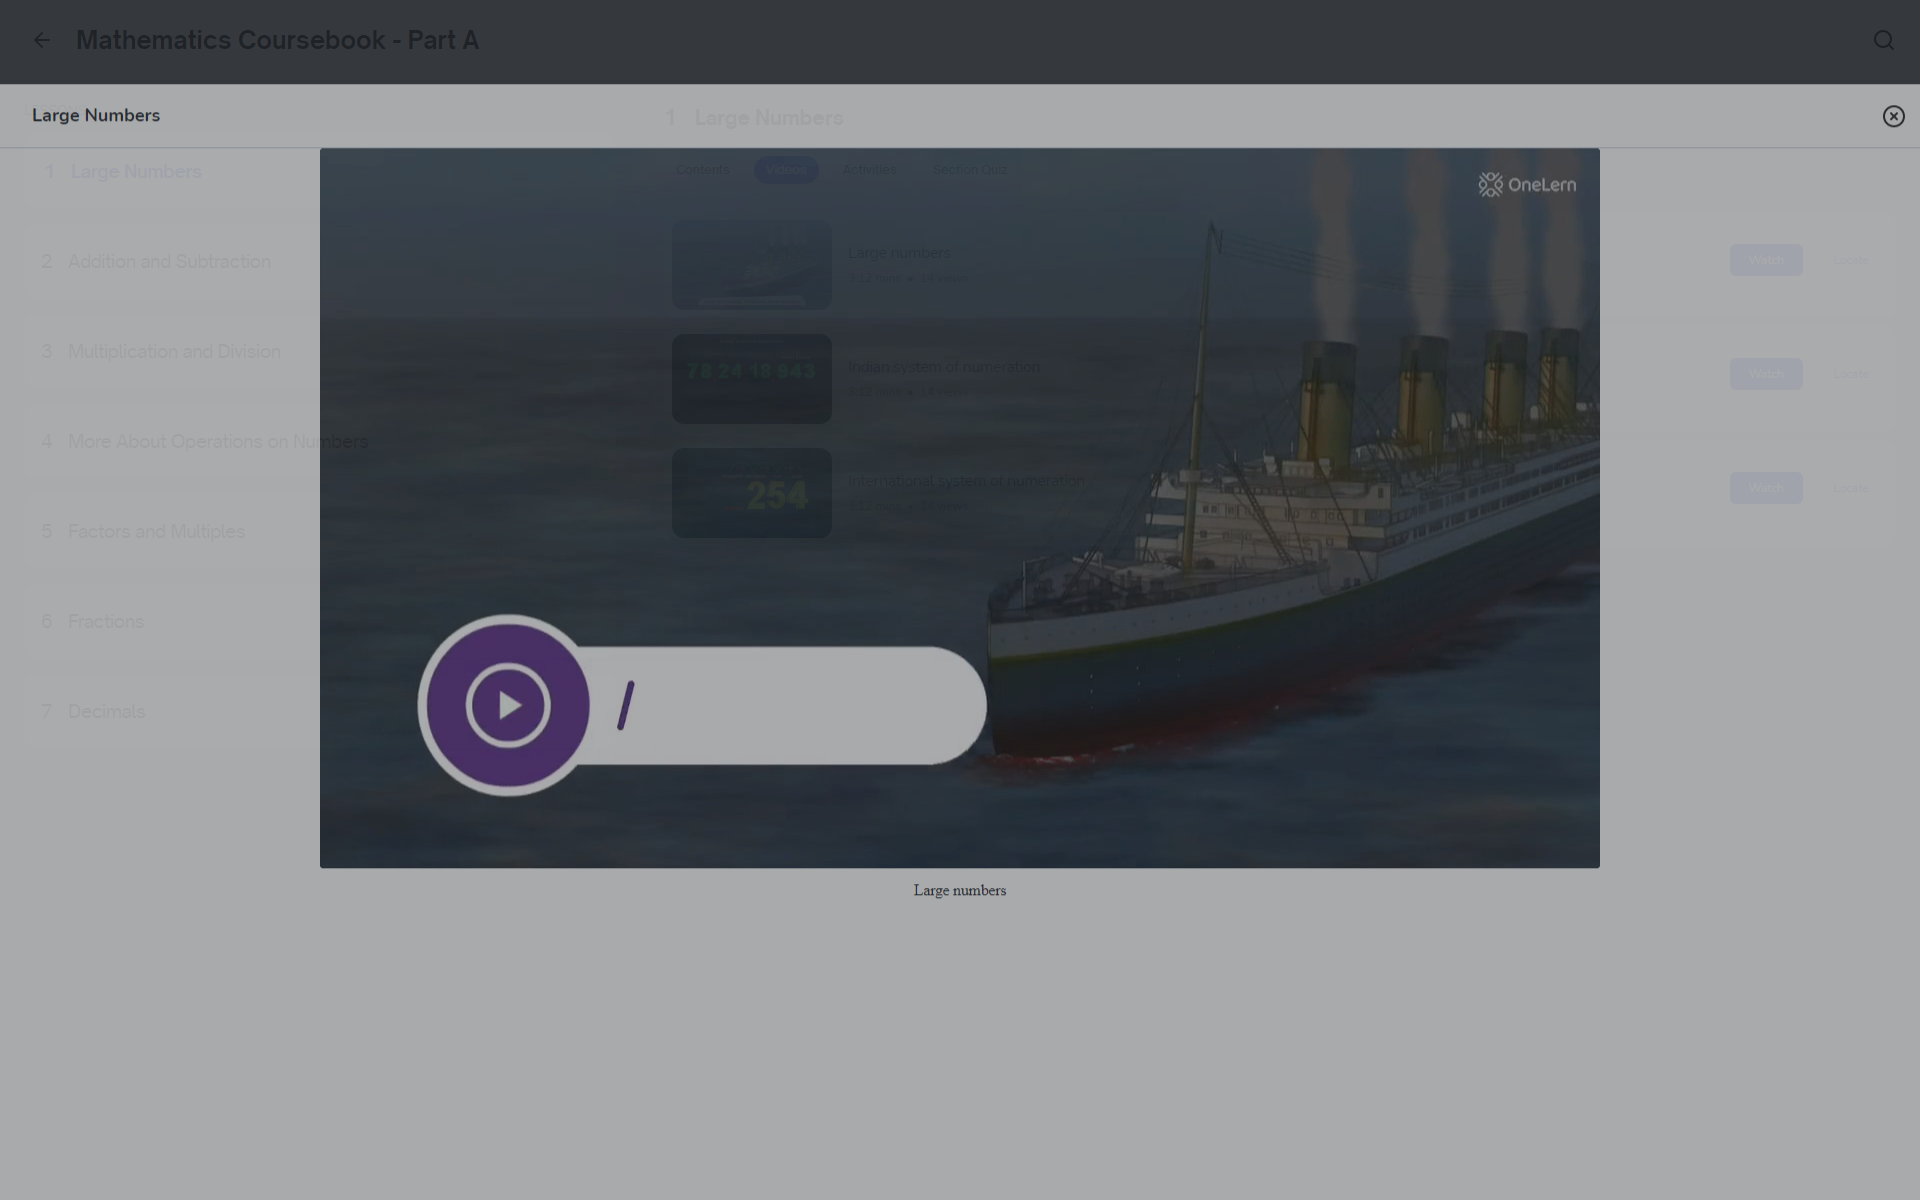 Mathematics Coursebook - Part A
Large Numbers
1 Large Numbers
1 Large Numbers
Contents
Videos
Activities
Section Quiz
OneLern
2 Addition and Subtraction
Large numbers
Watch
Locate
3 Multiplication and Division
78 24 18 943
Indian system of numeration
Watch
Locate
4 More About Operations on Numbers
254
International system of numeration
Watch
Locate
5 Factors and Multiples
6 Fractions
7 Decimals
/
Large numbers